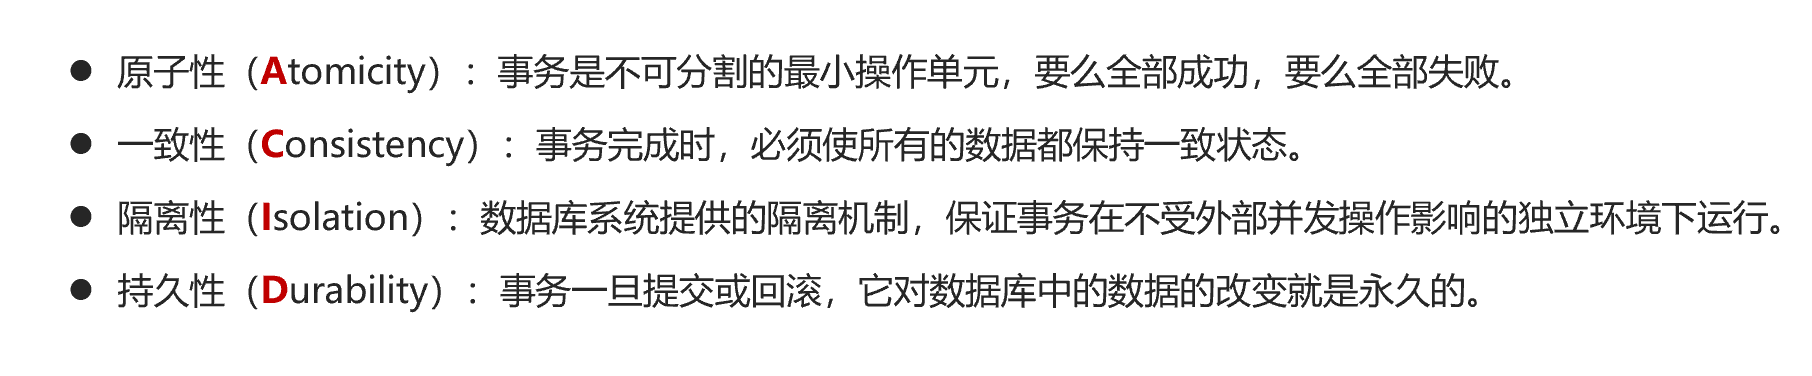 ● 原子性（Atomicity）：事务是不可分割的最小操作单元，要么全部成功，要么全部失败。
● 一致性（Consistency）：事务完成时，必须使所有的数据都保持一致状态。
● 隔离性（Isolation）：数据库系统提供的隔离机制，保证事务在不受外部并发操作影响的独立环境下运行。
● 持久性（Durability）：事务一旦提交或回滚，它对数据库中的数据的改变就是永久的。